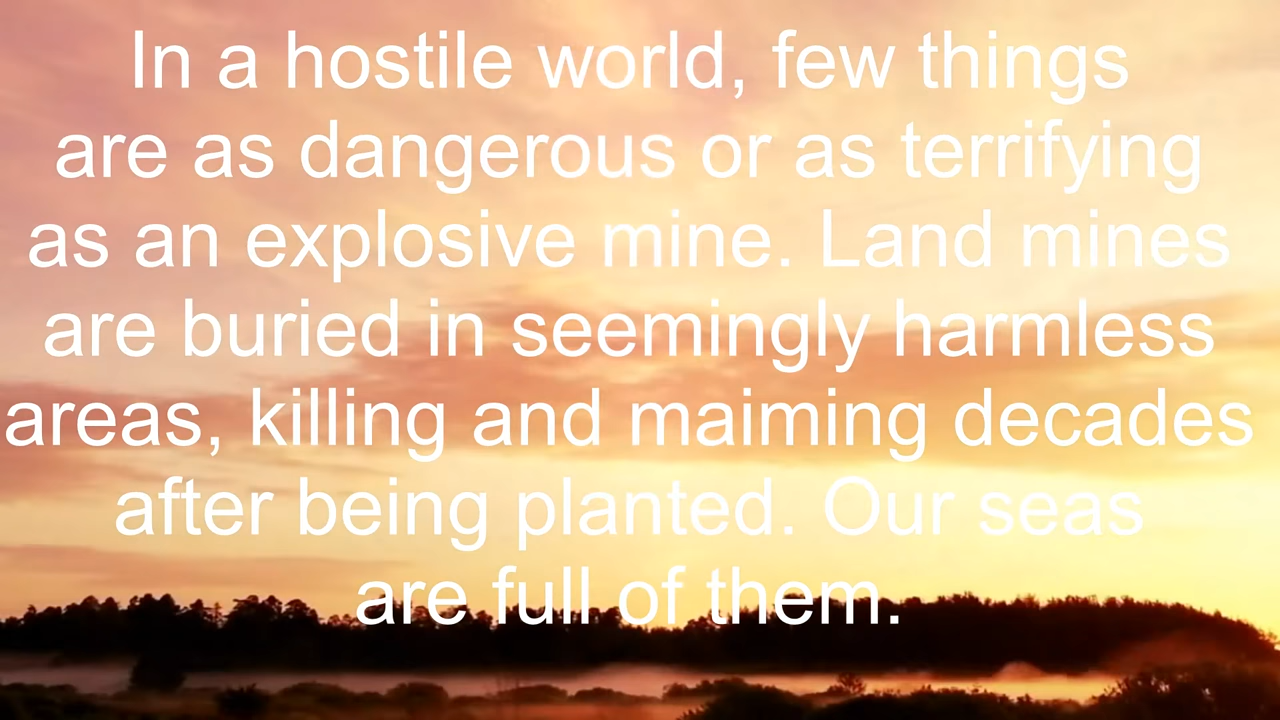 In a hostile world, few things
are as dangerous or as terrifying
as an explosive mine. Land mines
are buried in seemingly harmless
areas, killing and maiming decades
after being planted. Our seas
are full of them.